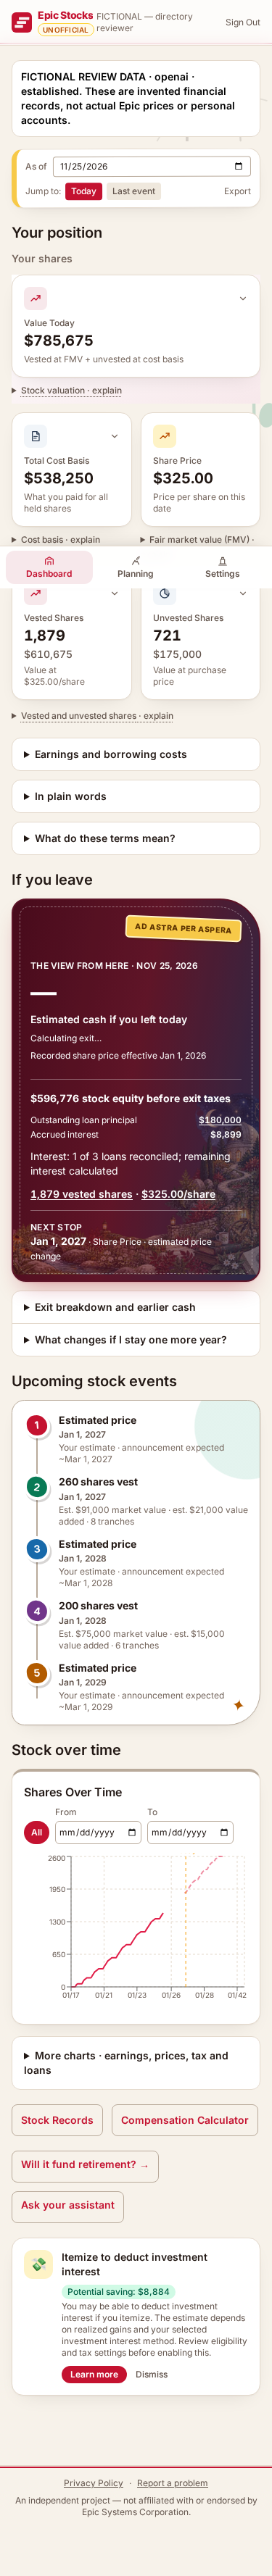 Epic Stocks
UNOFFICIAL
FICTIONAL — directory
reviewer
Sign Out
FICTIONAL REVIEW DATA · openai ·
established. These are invented financial
records, not actual Epic prices or personal
accounts.
As of
11/25/2026
Jump to:
Today
Last event
Export
Your position
Your shares
Value Today
$785,675
Vested at FMV + unvested at cost basis
Stock valuation · explain
Total Cost Basis
$538,250
What you paid for all
held shares
Share Price
$325.00
Price per share on this
date
Cost basis · explain
Fair market value (FMV) ·
Dashboard
Planning
Settings
Vested Shares
1,879
$610,675
Value at
$325.00/share
Unvested Shares
721
$175,000
Value at purchase
price
Vested and unvested shares · explain
Earnings and borrowing costs
In plain words
What do these terms mean?
If you leave
AD ASTRA PER ASPERA
THE VIEW FROM HERE · NOV 25, 2026
—
Estimated cash if you left today
Calculating exit...
Recorded share price effective Jan 1, 2026
$596,776 stock equity before exit taxes
Outstanding loan principal
$180,000
Accrued interest
$8,899
Interest: 1 of 3 loans reconciled; remaining
interest calculated
1,879 vested shares · $325.00/share
NEXT STOP
Jan 1, 2027 · Share Price · estimated price
change
Exit breakdown and earlier cash
What changes if I stay one more year?
Upcoming stock events
1
Estimated price
Jan 1, 2027
Your estimate · announcement expected
~Mar 1, 2027
2
260 shares vest
Jan 1, 2027
Est. $91,000 market value · est. $21,000 value
added · 8 tranches
3
Estimated price
Jan 1, 2028
Your estimate · announcement expected
~Mar 1, 2028
4
200 shares vest
Jan 1, 2028
Est. $75,000 market value · est. $15,000
value added · 6 tranches
5
Estimated price
Jan 1, 2029
Your estimate · announcement expected
~Mar 1, 2029
Stock over time
Shares Over Time
From
To
All
mm/dd/yyyy
mm/dd/yyyy
2600
1950
1300
650
0
01/17
01/21
01/23
01/26
01/28
01/42
More charts · earnings, prices, tax and
loans
Stock Records
Compensation Calculator
Will it fund retirement? →
Ask your assistant
Itemize to deduct investment
interest
Potential saving: $8,884
You may be able to deduct investment
interest if you itemize. The estimate depends
on realized gains and your selected
investment interest method. Review eligibility
and tax settings before enabling this.
Learn more
Dismiss
Privacy Policy · Report a problem
An independent project — not affiliated with or endorsed by
Epic Systems Corporation.